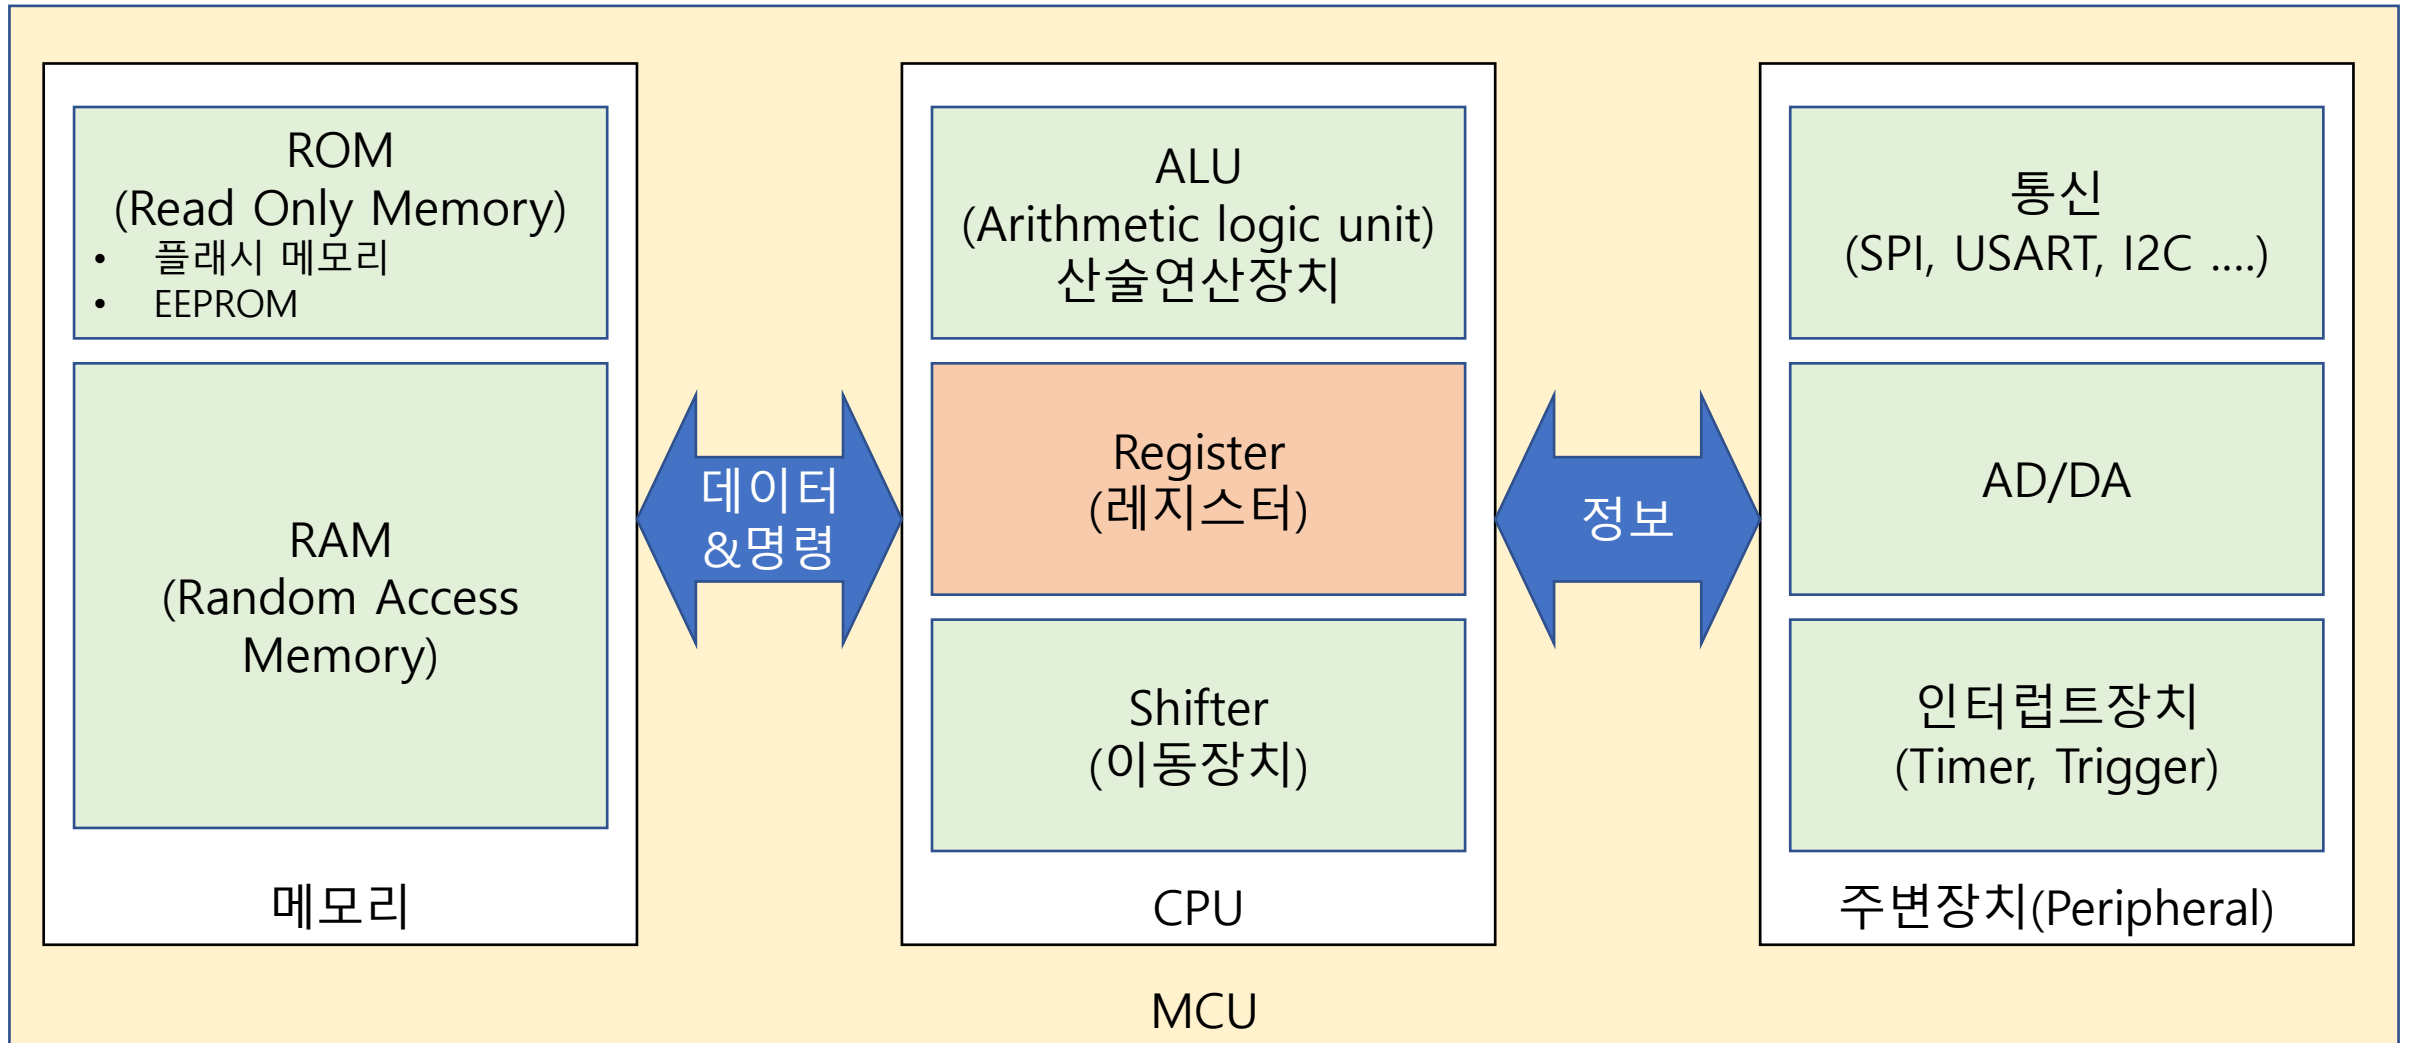 ROM
(Read Only Memory)
• 플래시 메모리
• EEPROM
RAM
(Random Access
Memory)
메모리
데이터
&명령
ALU
(Arithmetic logic unit)
산술연산장치
Register
(레지스터)
Shifter
(이동장치)
CPU
정보
통신
(SPI, USART, I2C ....)
AD/DA
인터럽트장치
(Timer, Trigger)
주변장치(Peripheral)
MCU